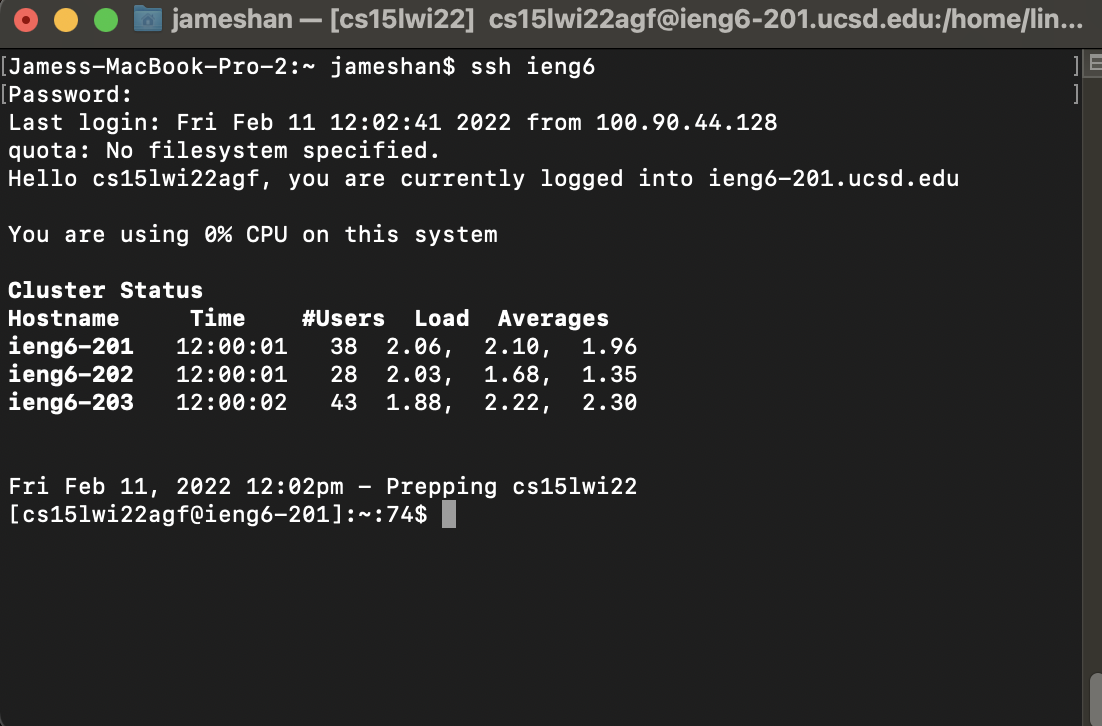 jameshan — [cs15lwi22] cs15lwi22agf@ieng6-201.ucsd.edu:/home/lin...
[Jamess-MacBook-Pro-2:~ jameshan$ ssh ieng6 ]
[Password: ]
Last login: Fri Feb 11 12:02:41 2022 from 100.90.44.128
quota: No filesystem specified.
Hello cs15lwi22agf, you are currently logged into ieng6-201.ucsd.edu
You are using 0% CPU on this system
Cluster Status
Hostname     Time    #Users  Load  Averages
ieng6-201   12:00:01   38  2.06,  2.10,  1.96
ieng6-202   12:00:01   28  2.03,  1.68,  1.35
ieng6-203   12:00:02   43  1.88,  2.22,  2.30
Fri Feb 11, 2022 12:02pm - Prepping cs15lwi22
[cs15lwi22agf@ieng6-201]:~:74$